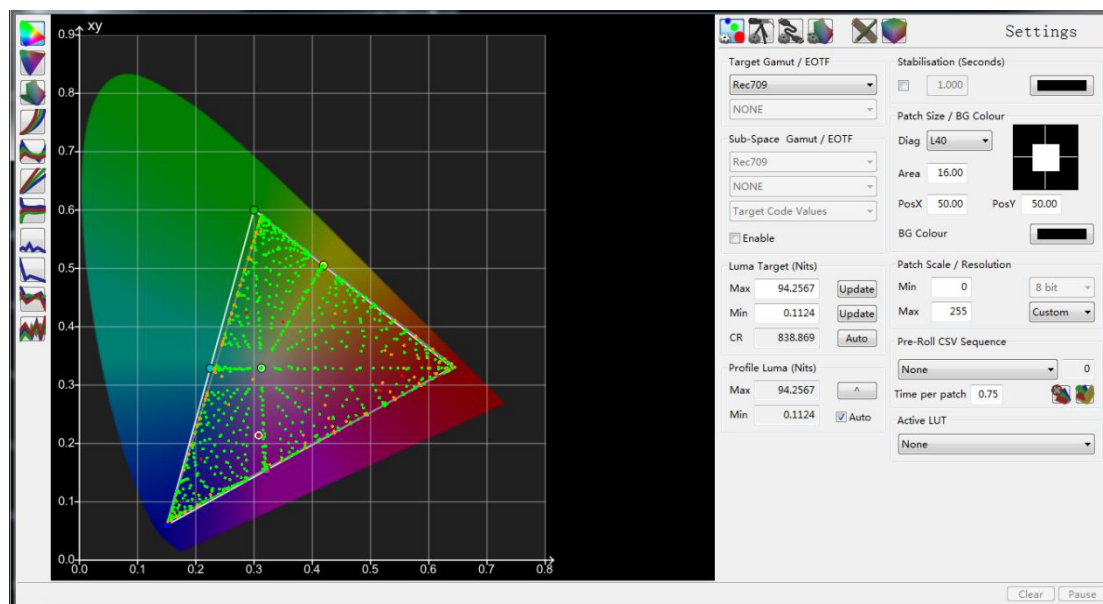 xy
0.9
0.8
0.7
0.6
0.5
0.4
0.3
0.2
0.1
0.0
0.0 0.1 0.2 0.3 0.4 0.5 0.6 0.7 0.8
Settings
Target Gamut / EOTF
Rec709
NONE
Sub-Space Gamut / EOTF
Rec709
NONE
Target Code Values
Enable
Luma Target (Nits)
Max 94.2567 Update
Min 0.1124 Update
CR 838.869 Auto
Profile Luma (Nits)
Max 94.2567 ^
Min 0.1124 Auto
Stabilisation (Seconds)
1.000
Patch Size / BG Colour
Diag L40
Area 16.00
PosX 50.00 PosY 50.00
BG Colour
Patch Scale / Resolution
Min 0 8 bit
Max 255 Custom
Pre-Roll CSV Sequence
None 0
Time per patch 0.75
Active LUT
None
Clear Pause